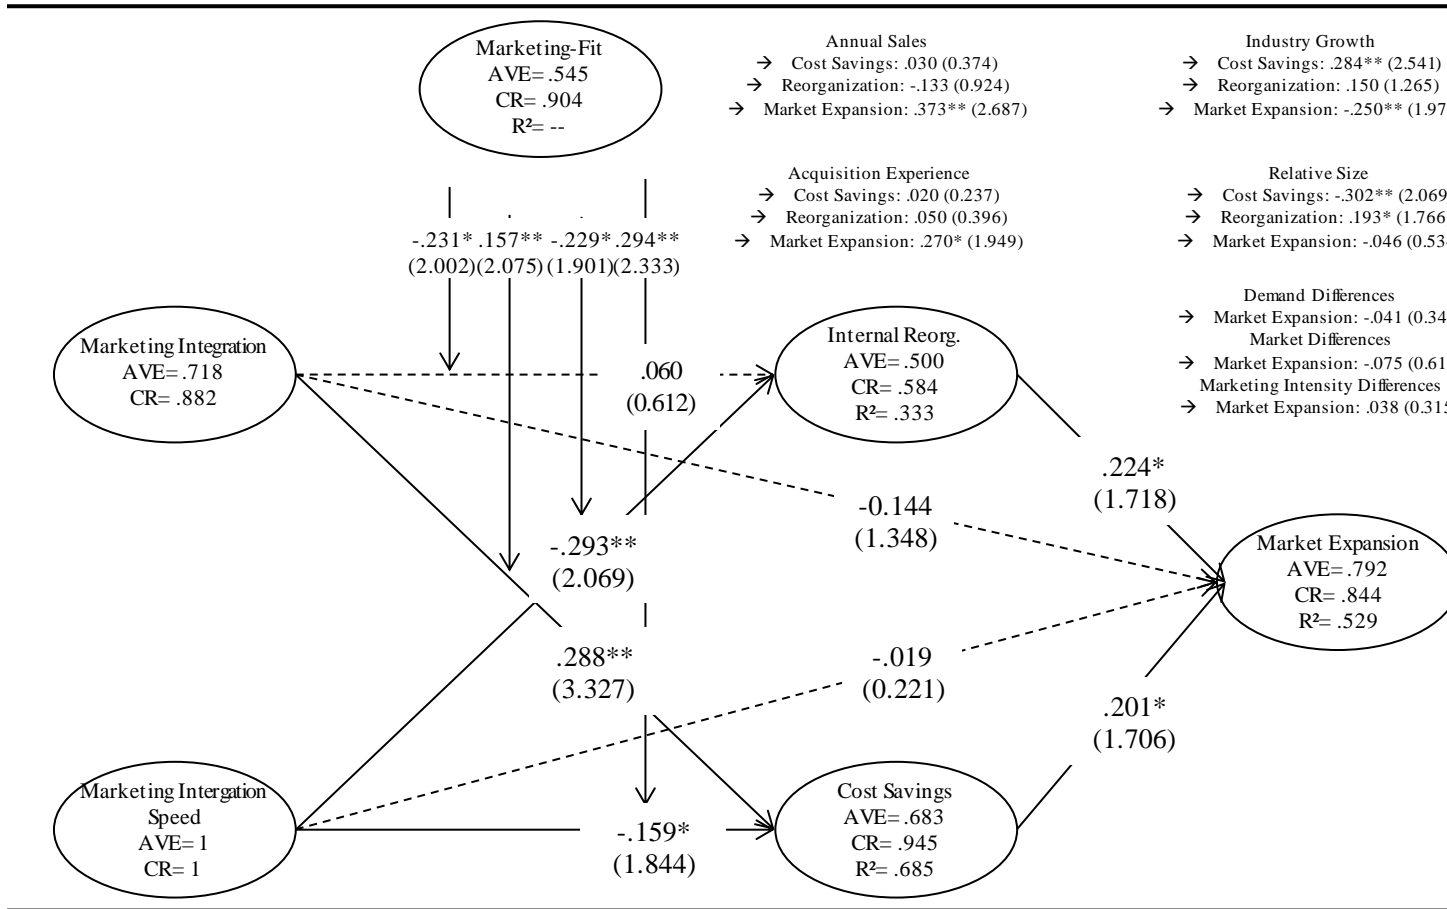 Marketing-Fit
AVE= .545
CR= .904
R²= --
Annual Sales
→ Cost Savings: .030 (0.374)
→ Reorganization: -.133 (0.924)
→ Market Expansion: .373** (2.687)
Industry Growth
→ Cost Savings: .284** (2.541)
→ Reorganization: .150 (1.265)
→ Market Expansion: -.250** (1.97
Acquisition Experience
→ Cost Savings: .020 (0.237)
→ Reorganization: .050 (0.396)
→ Market Expansion: .270* (1.949)
Relative Size
→ Cost Savings: -.302** (2.069
→ Reorganization: .193* (1.766
→ Market Expansion: -.046 (0.53
Demand Differences
→ Market Expansion: -.041 (0.34
Market Differences
→ Market Expansion: -.075 (0.61
Marketing Intensity Differences
→ Market Expansion: .038 (0.315
-.231* .157** -.229* .294**
(2.002) (2.075) (1.901) (2.333)
Marketing Integration
AVE= .718
CR= .882
.060
(0.612)
Internal Reorg.
AVE= .500
CR= .584
R²= .333
.224*
(1.718)
-0.144
(1.348)
-.293**
(2.069)
Market Expansion
AVE= .792
CR= .844
R²= .529
.288**
(3.327)
-.019
(0.221)
.201*
(1.706)
Marketing Intergation
Speed
AVE= 1
CR= 1
-.159*
(1.844)
Cost Savings
AVE= .683
CR= .945
R²= .685